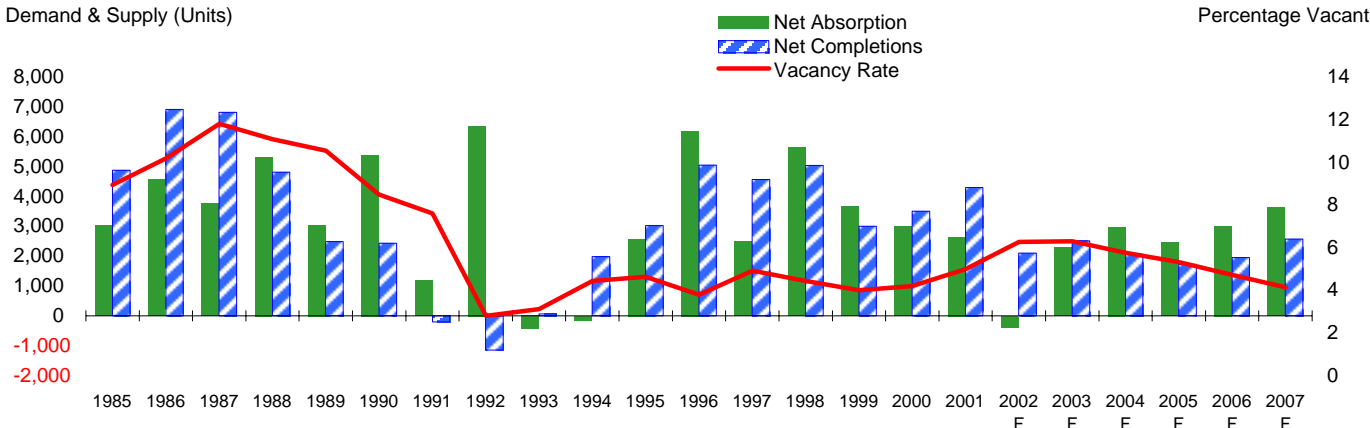 Demand & Supply (Units)
Percentage Vacant
Net Absorption
Net Completions
Vacancy Rate
8,000
7,000
6,000
5,000
4,000
3,000
2,000
1,000
0
-1,000
-2,000
14
12
10
8
6
4
2
0
1985 1986 1987 1988 1989 1990 1991 1992 1993 1994 1995 1996 1997 1998 1999 2000 2001 2002 2003 2004 2005 2006 2007
F F F F F F